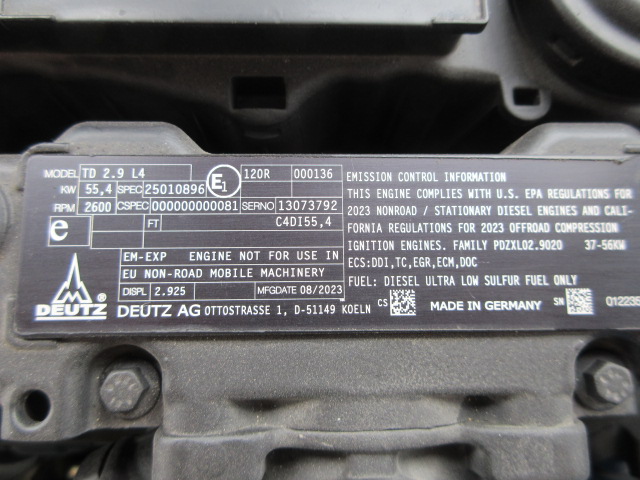 MODEL TD 2.9 L4 E1 120R 000136
KW 55,4 SPEC 25010896
RPM 2600 CSPEC 000000000081 SERNO 13073792
e FT C4DI55,4
EM-EXP ENGINE NOT FOR USE IN
EU NON-ROAD MOBILE MACHINERY
DISPL 2.925 MFGDATE 08/2023
DEUTZ ® DEUTZ AG OTTOSTRASSE 1, D-51149 KOELN
EMISSION CONTROL INFORMATION
THIS ENGINE COMPLIES WITH U.S. EPA REGULATIONS FOR
2023 NONROAD / STATIONARY DIESEL ENGINES AND CALI-
FORNIA REGULATIONS FOR 2023 OFFROAD COMPRESSION
IGNITION ENGINES. FAMILY PDZXL02.9020 37-56KW
ECS:DDI,TC,EGR,ECM,DOC
FUEL: DIESEL ULTRA LOW SULFUR FUEL ONLY
CS MADE IN GERMANY SN